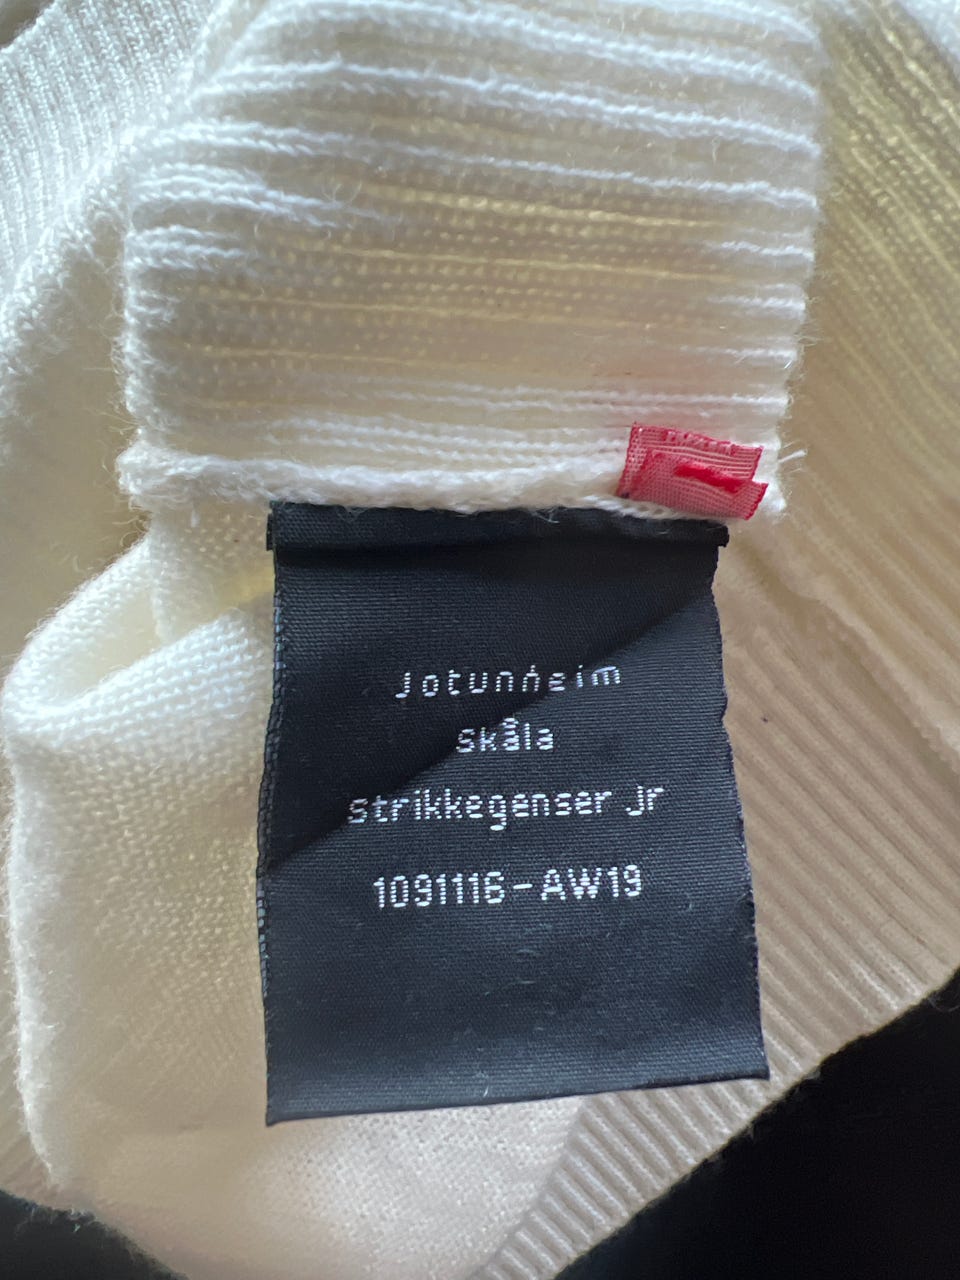 Jotunheim
Skåla
strikkegenser jr
1091116-AW19